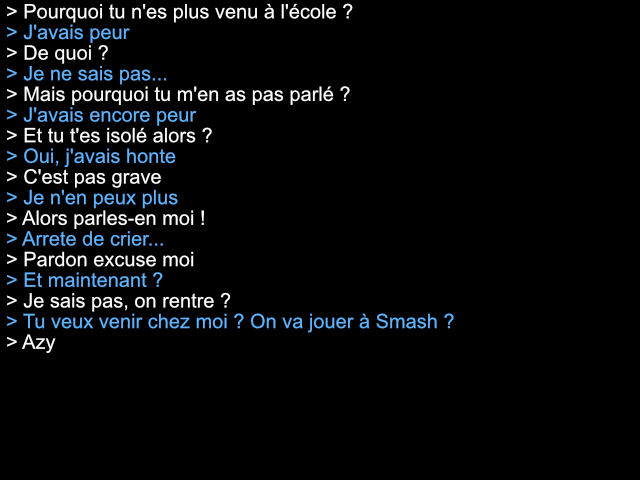 > Pourquoi tu n'es plus venu à l'école ?
> J'avais peur
> De quoi ?
> Je ne sais pas...
> Mais pourquoi tu m'en as pas parlé ?
> J'avais encore peur
> Et tu t'es isolé alors ?
> Oui, j'avais honte
> C'est pas grave
> Je n'en peux plus
> Alors parles-en moi !
> Arrete de crier...
> Pardon excuse moi
> Et maintenant ?
> Je sais pas, on rentre ?
> Tu veux venir chez moi ? On va jouer à Smash ?
> Azy